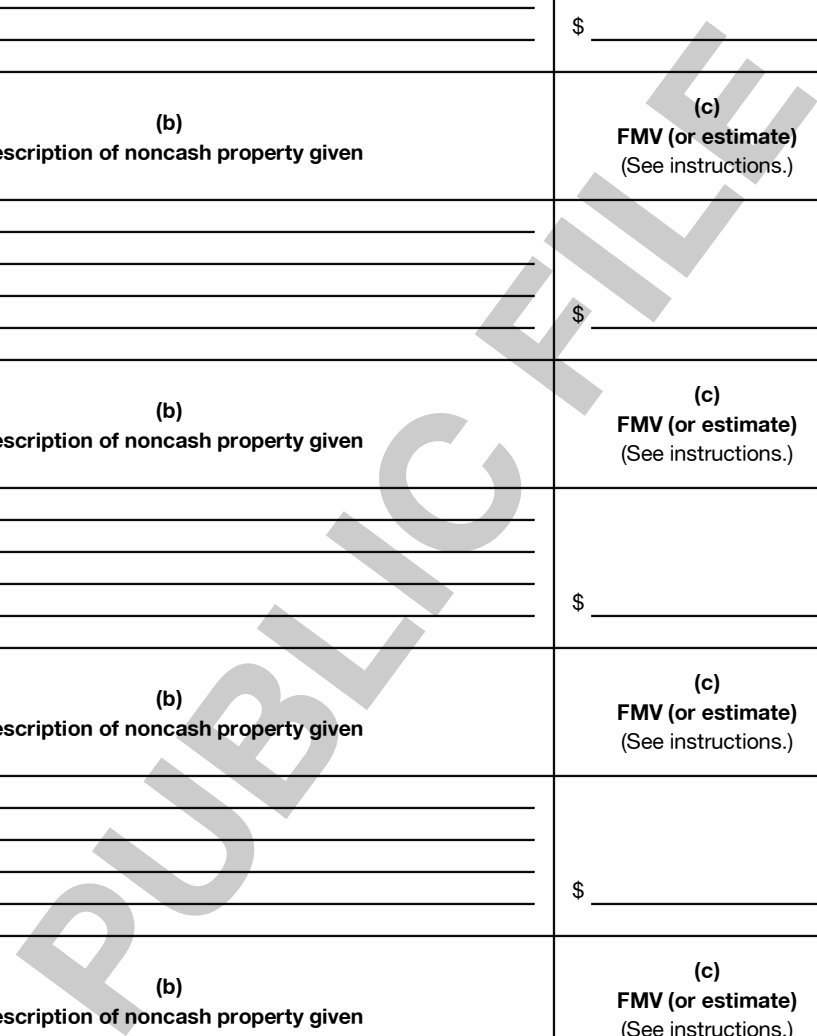 $
(b)
escription of noncash property given
(c)
FMV (or estimate)
(See instructions.)
$
(b)
escription of noncash property given
(c)
FMV (or estimate)
(See instructions.)
$
(b)
escription of noncash property given
(c)
FMV (or estimate)
(See instructions.)
$
(b)
escription of noncash property given
(c)
FMV (or estimate)
(See instructions.)
PUBLIC FILE